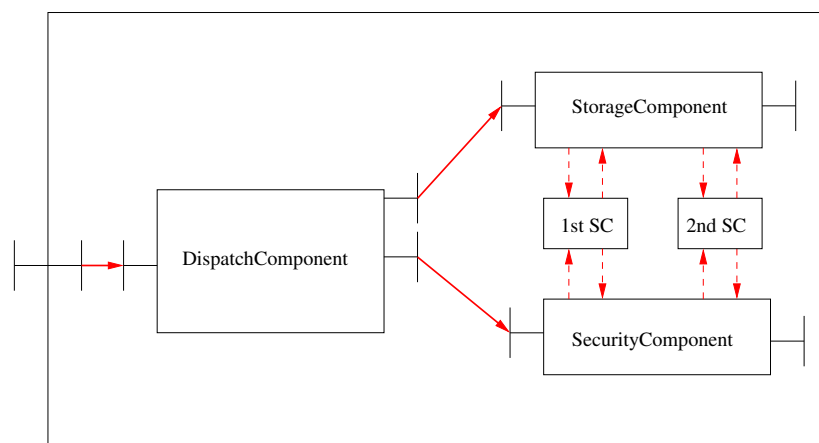 StorageComponent
1st SC
2nd SC
DispatchComponent
SecurityComponent